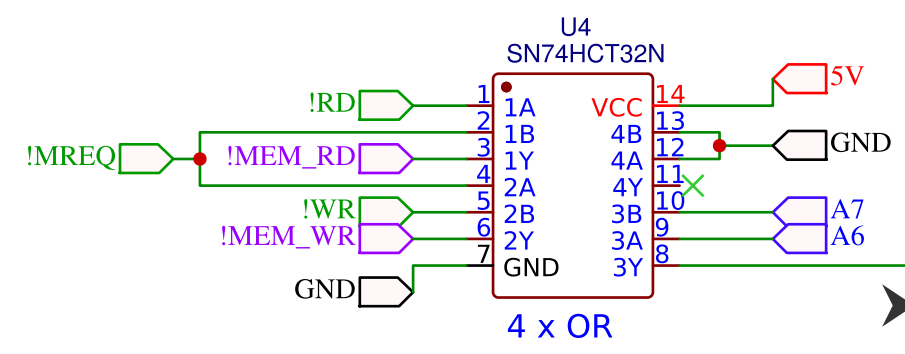 U4
SN74HCT32N
!RD 1 1A VCC 14 5V
2 1B 4B 13
!MREQ !MEM_RD 3 1Y 4A 12 GND
4 2A 4Y 11
!WR 5 2B 3B 10 A7
!MEM_WR 6 2Y 3A 9 A6
7 GND 3Y 8
GND
4 x OR